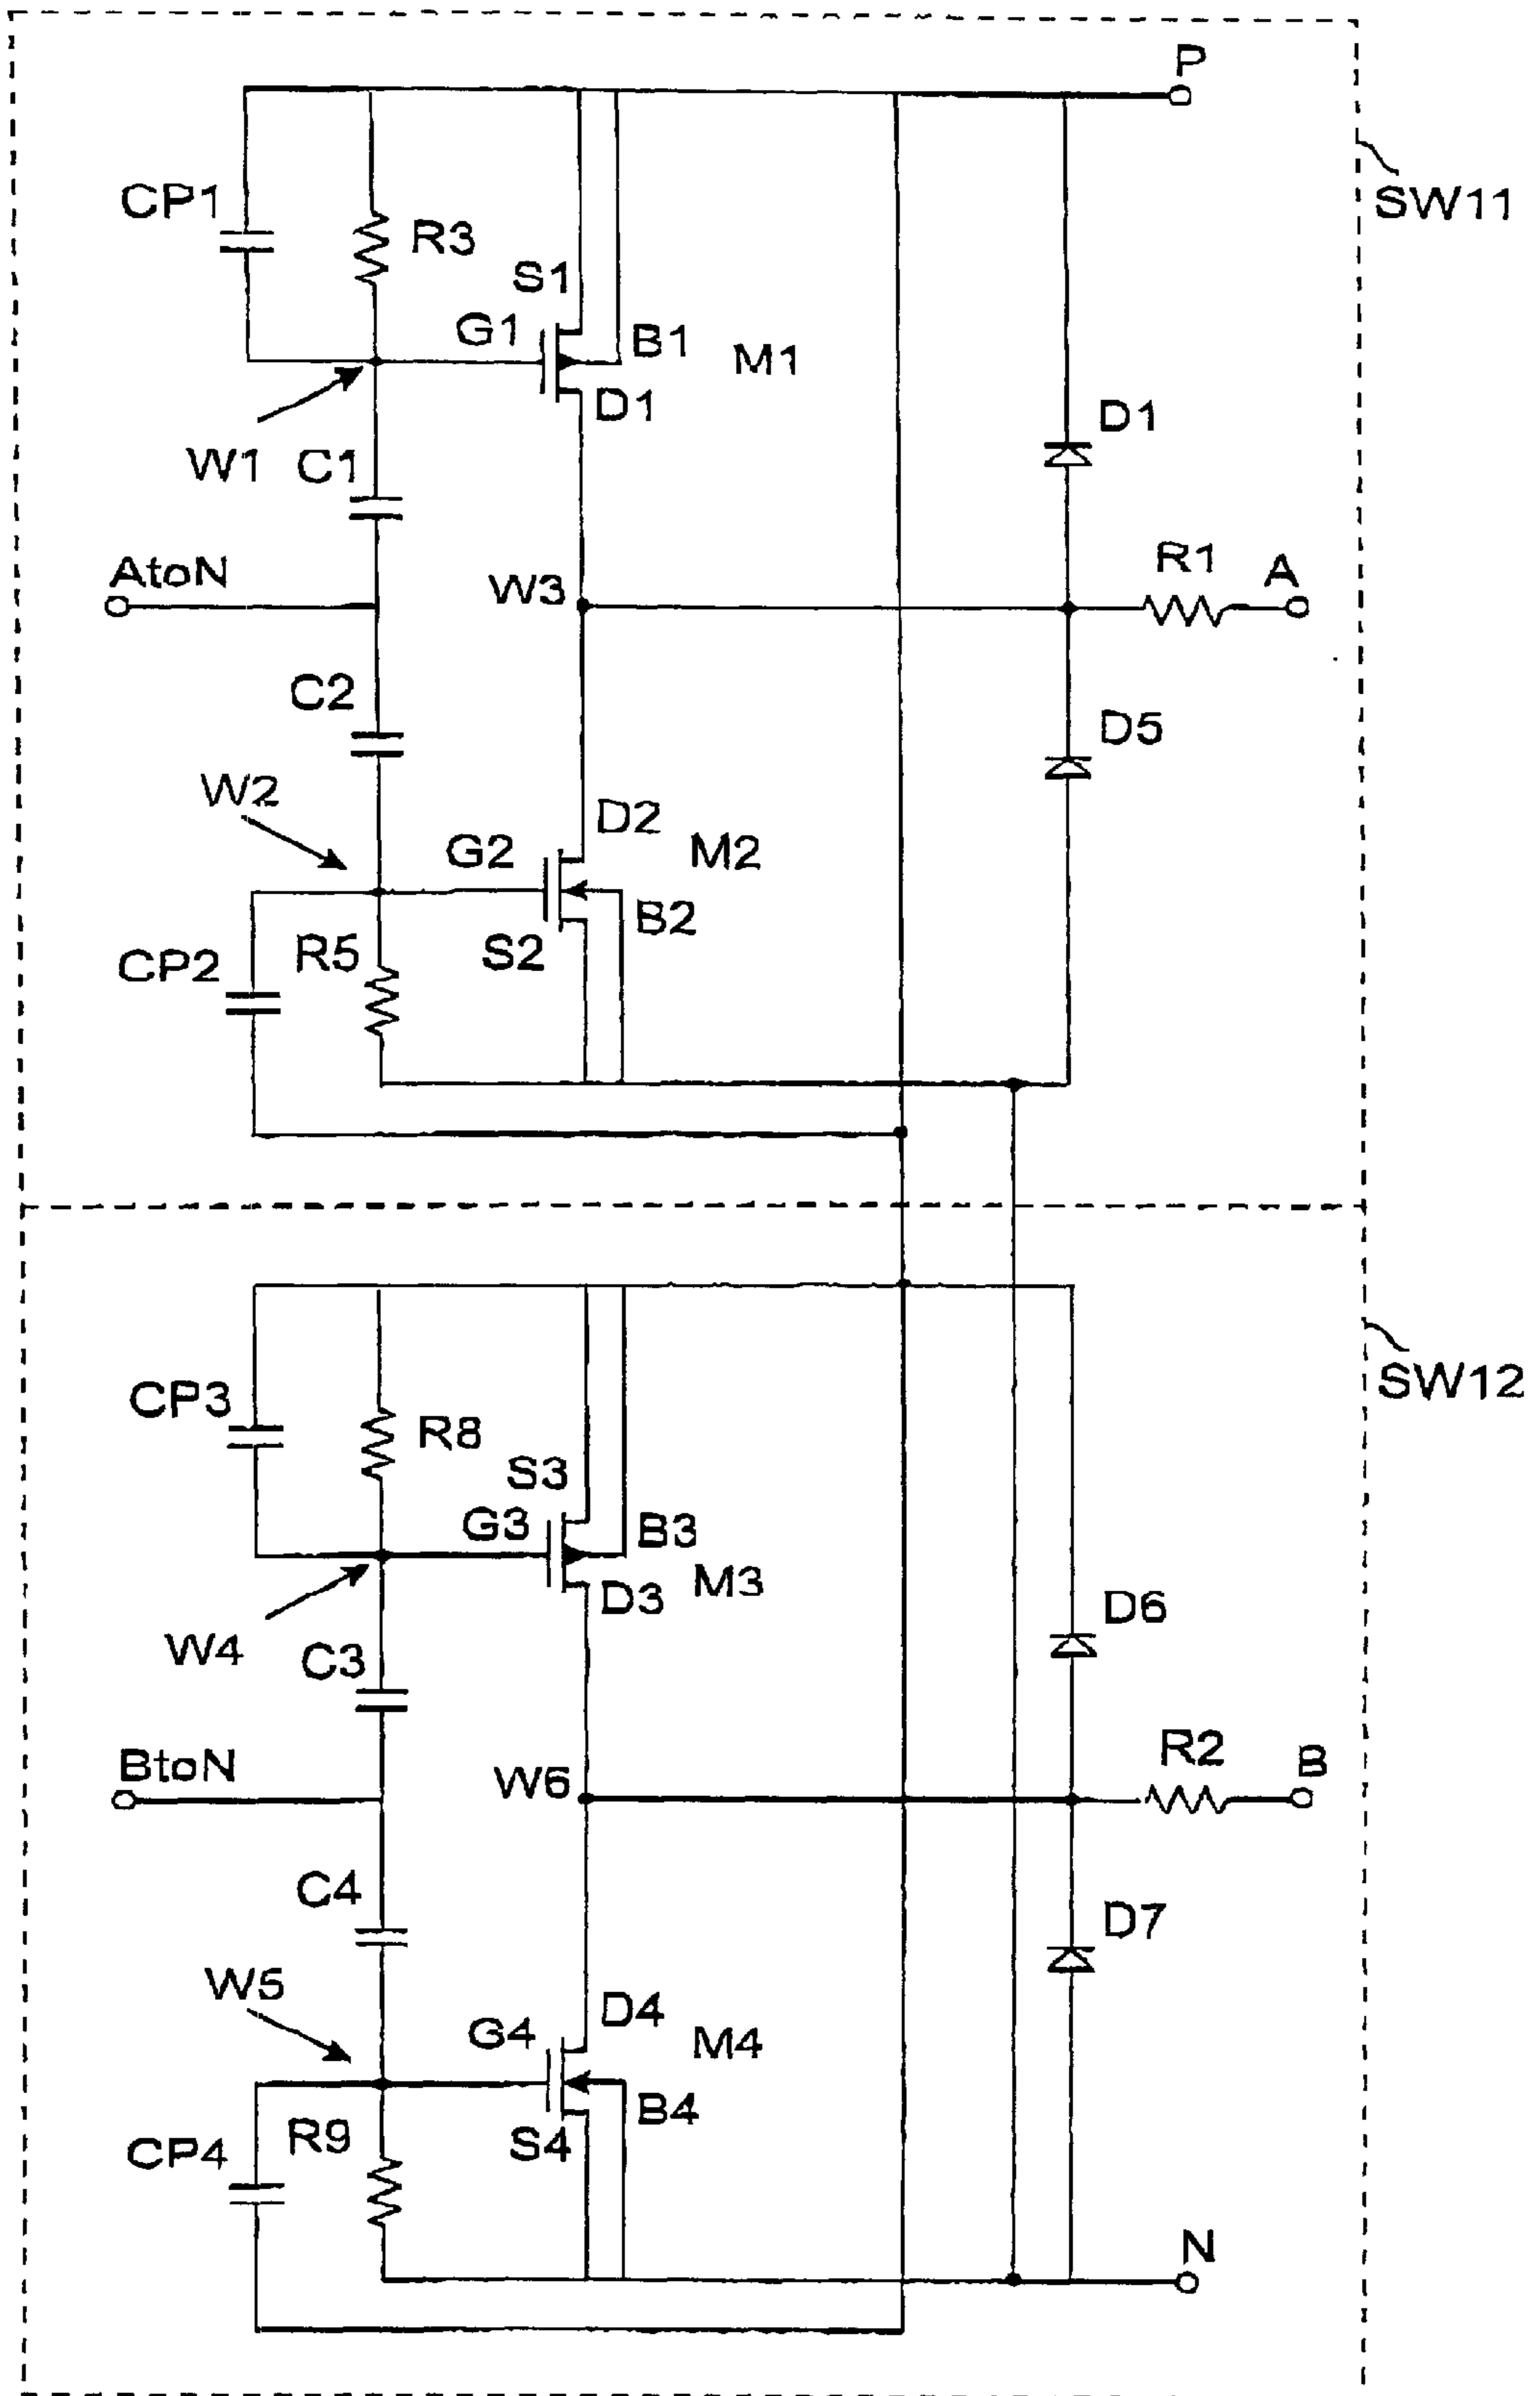 P
SW11
CP1
R3
S1
G1
B1
M1
D1
D1
W1
C1
AtoN
W3
R1
A
C2
D5
W2
D2
G2
M2
B2
CP2
R5
S2
SW12
CP3
R8
S3
G3
B3
M3
D3
D6
W4
C3
BtoN
W6
R2
B
C4
D7
W5
D4
G4
M4
B4
CP4
R9
S4
N